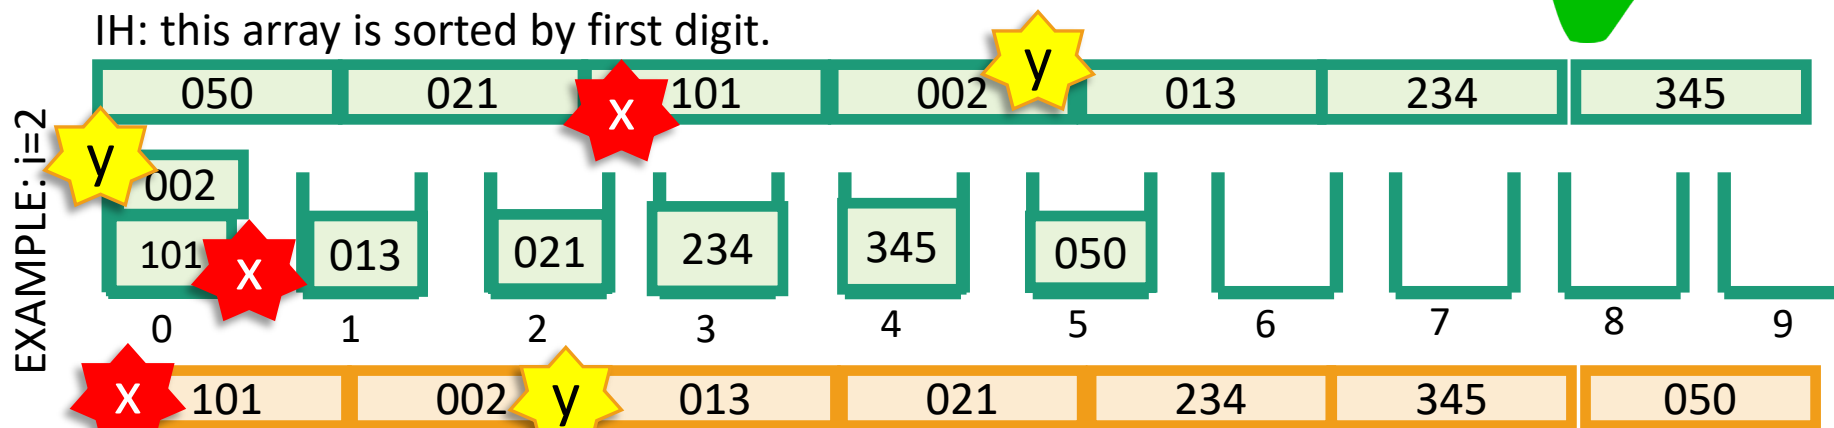 IH: this array is sorted by first digit.
050 021 x 101 002 y 013 234 345
EXAMPLE: i=2
y 002
101 x 013 021 234 345 050
0 1 2 3 4 5 6 7 8 9
x 101 002 y 013 021 234 345 050